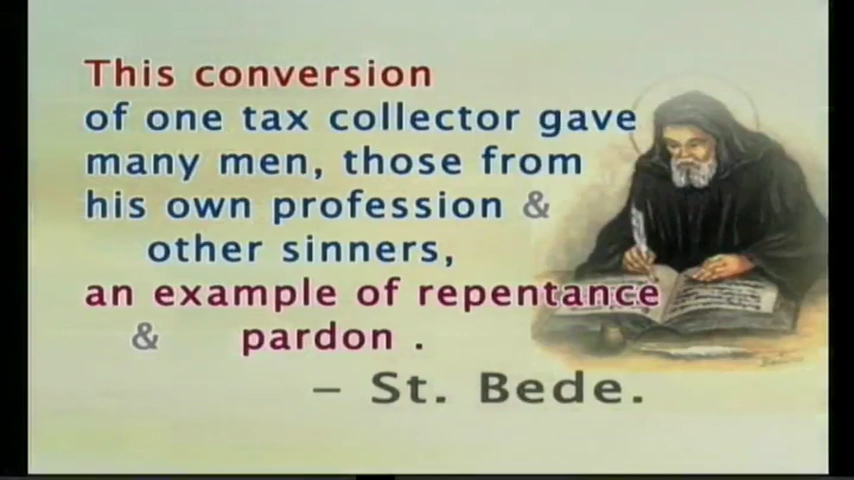 This conversion
of one tax collector gave
many men, those from
his own profession &
other sinners,
an example of repentance
& pardon .
– St. Bede.